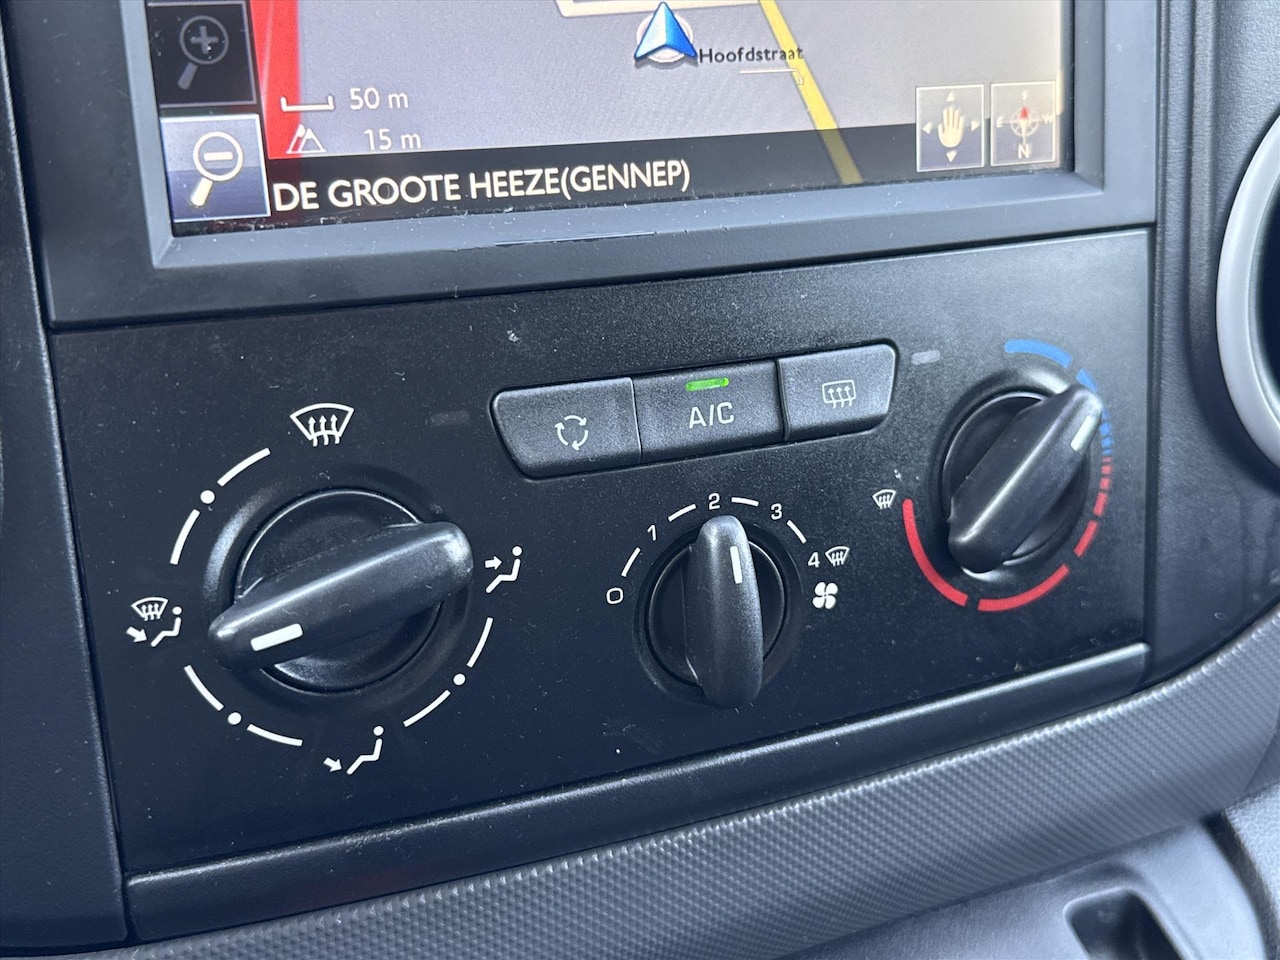 Hoofdstraat
50 m
15 m
E W
N
DE GROOTE HEEZE(GENNEP)
A/C
0 1 2 3 4